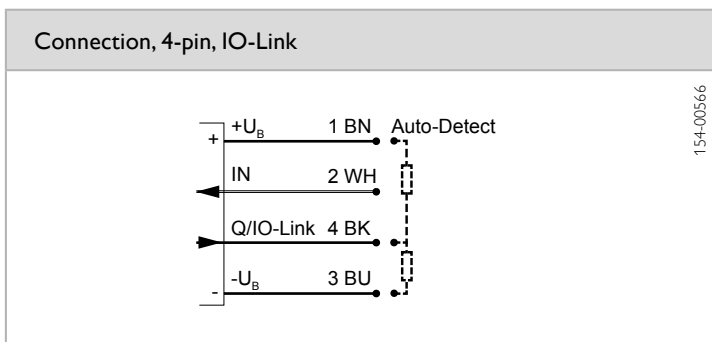 Connection, 4-pin, IO-Link
154-00566
+ +U_B 1 BN Auto-Detect
IN 2 WH
Q/IO-Link 4 BK
- -U_B 3 BU